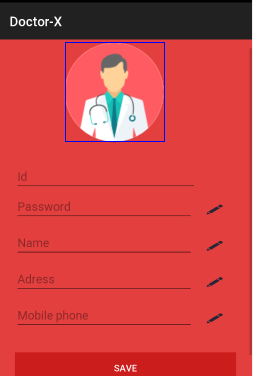 Doctor-X
Id
Password
Name
Adress
Mobile phone
SAVE